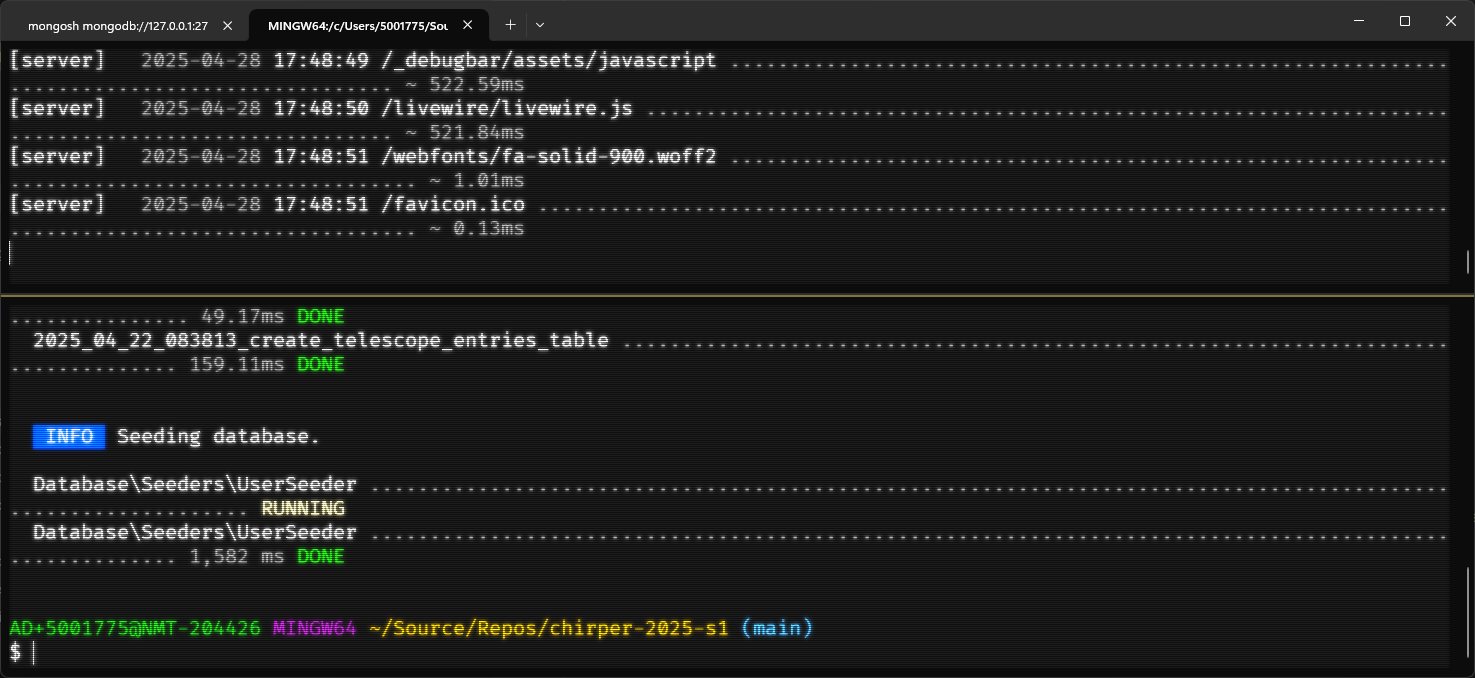 mongosh mongodb://127.0.0.1:27
MINGW64:/c/Users/5001775/Sou
[server]   2025-04-28 17:48:49 /_debugbar/assets/javascript ............................................................
................................ ~ 522.59ms
[server]   2025-04-28 17:48:50 /livewire/livewire.js ...................................................................
................................ ~ 521.84ms
[server]   2025-04-28 17:48:51 /webfonts/fa-solid-900.woff2 ............................................................
.................................. ~ 1.01ms
[server]   2025-04-28 17:48:51 /favicon.ico ............................................................................
.................................. ~ 0.13ms
............... 49.17ms DONE
2025_04_22_083813_create_telescope_entries_table .....................................................................
.............. 159.11ms DONE
INFO Seeding database.
Database\Seeders\UserSeeder ..........................................................................................
.................... RUNNING
Database\Seeders\UserSeeder ..........................................................................................
.............. 1,582 ms DONE
AD+5001775@NMT-204426 MINGW64 ~/Source/Repos/chirper-2025-s1 (main)
$